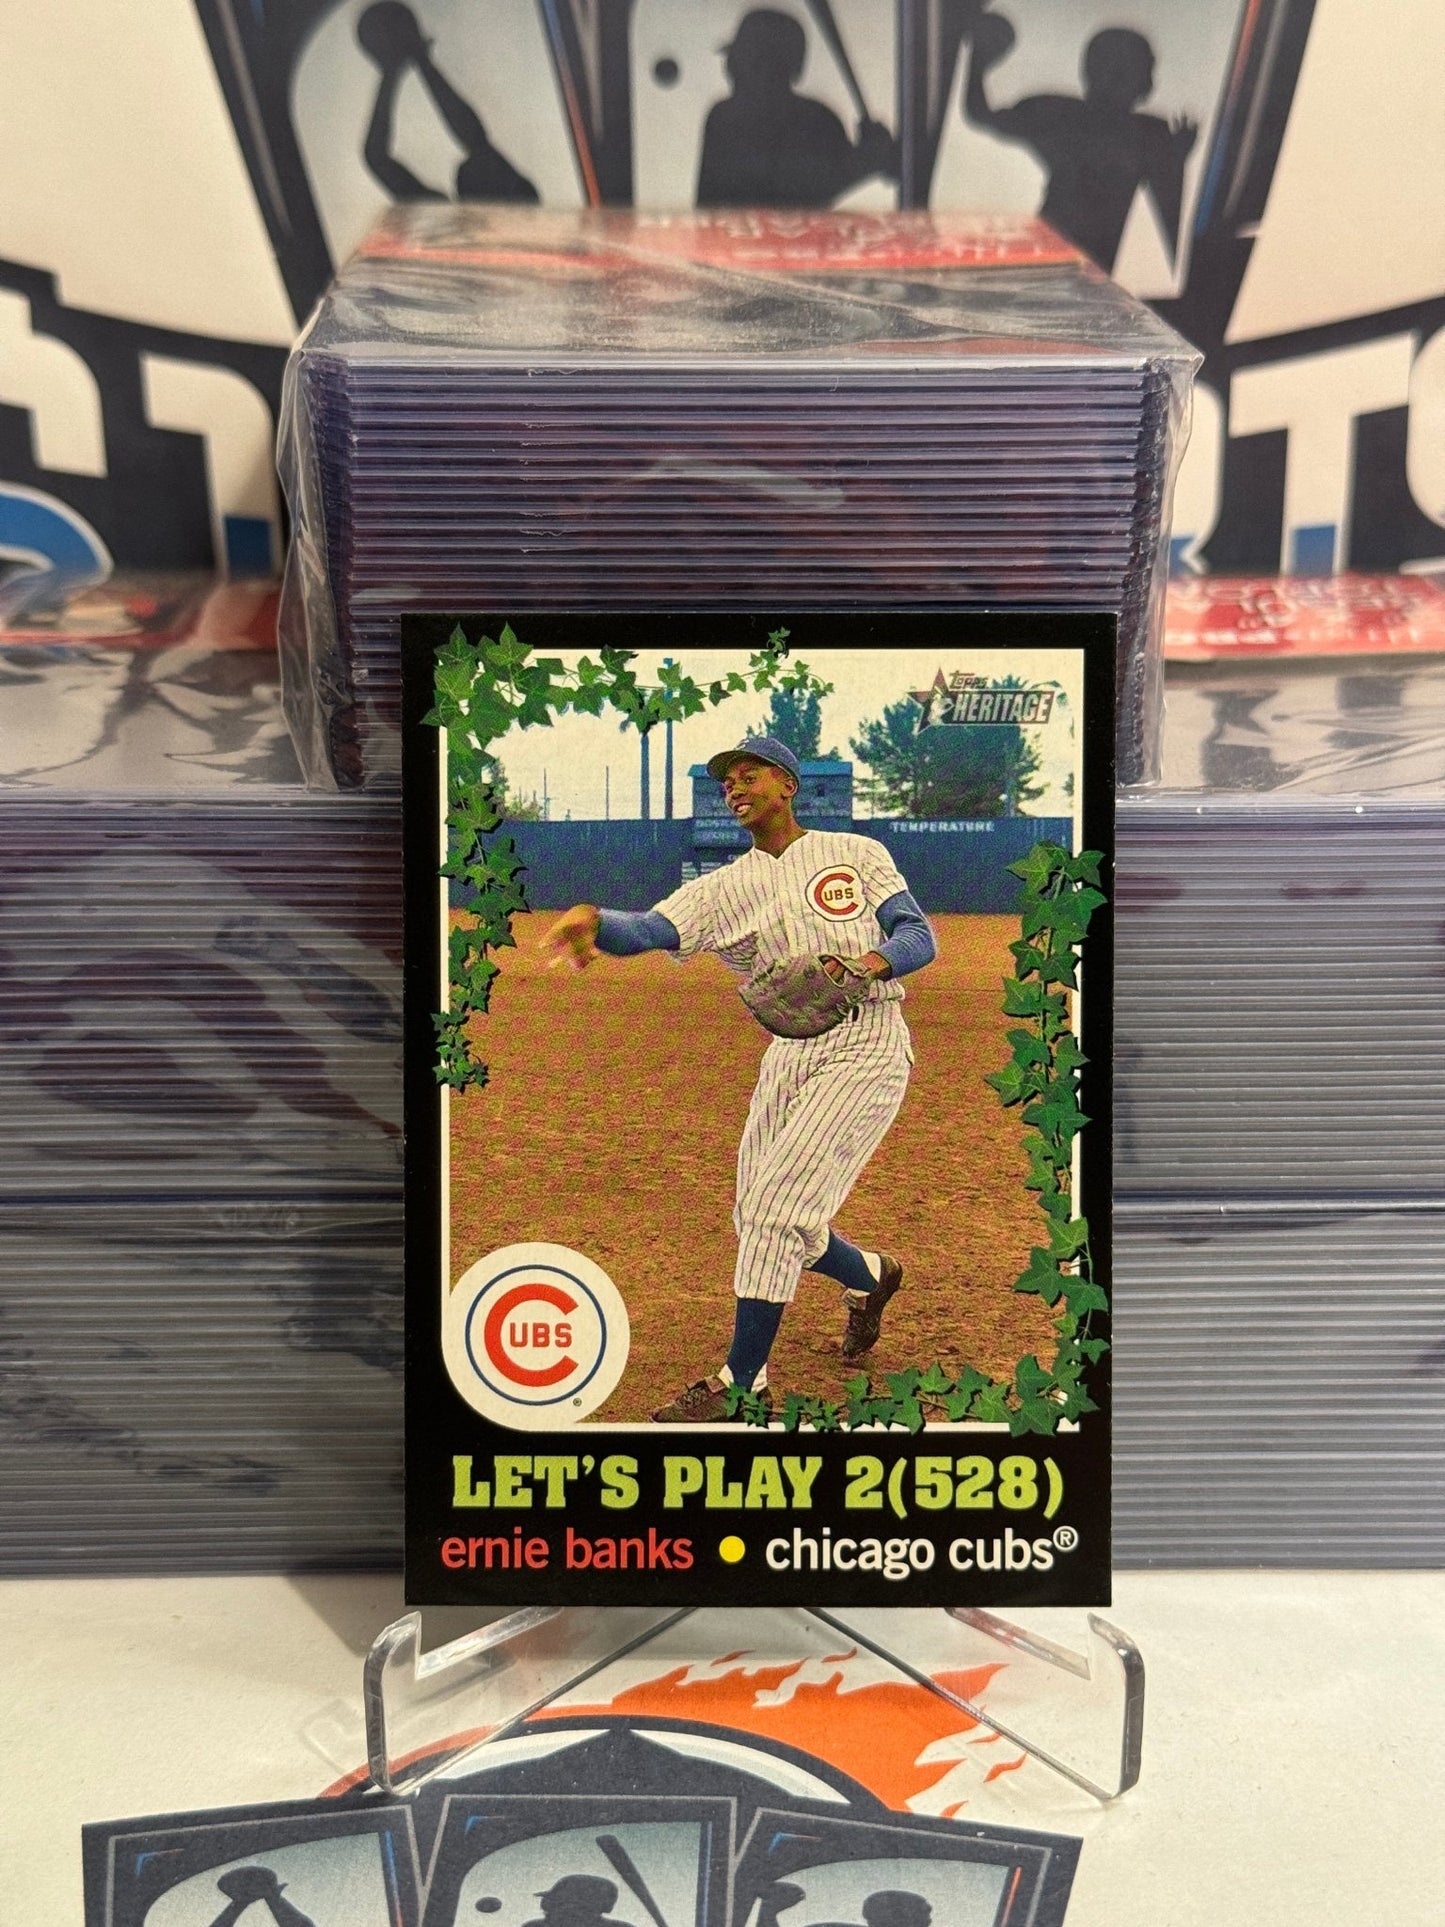 TOPPS
HERITAGE
TEMPERATURE
CUBS
CUBS
®
LET'S PLAY 2(528)
ernie banks • chicago cubs®